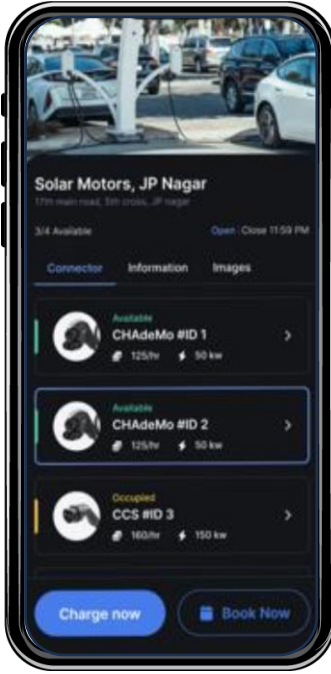 Solar Motors, JP Nagar
17th main road, 5th cross, JP nagar
3/4 Available Open Close 11:59 PM
Connector Information Images
Available
CHAdeMo #ID 1
125/hr 50 kw
Available
CHAdeMo #ID 2
125/hr 50 kw
Occupied
CCS #ID 3
160/hr 150 kw
Charge now Book Now